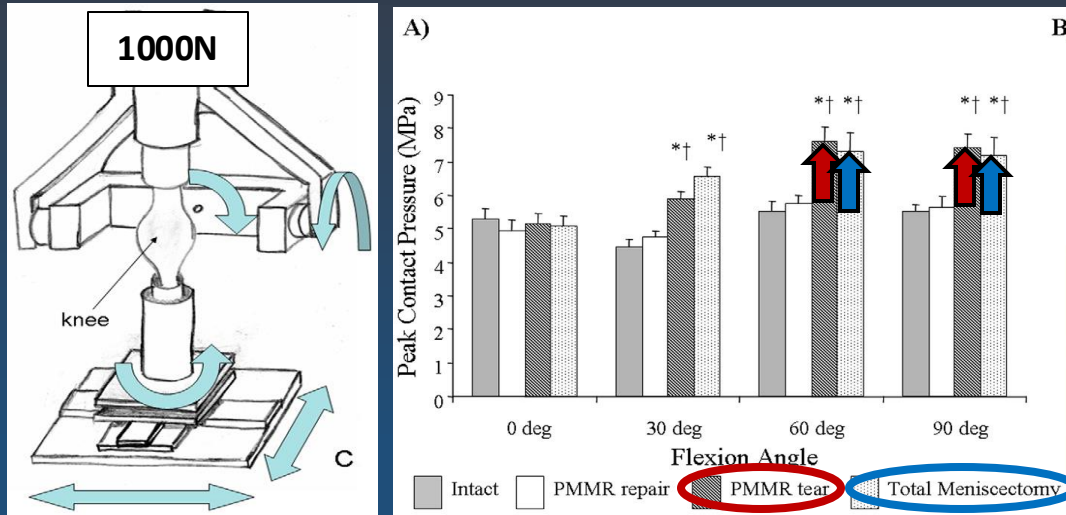 1000N
knee
C
A)
B
Peak Contact Pressure (MPa)
9
8
7
6
5
4
3
2
1
0
*† *† *† *† *† *†
0 deg 30 deg 60 deg 90 deg
Flexion Angle
Intact PMMR repair PMMR tear Total Meniscectomy